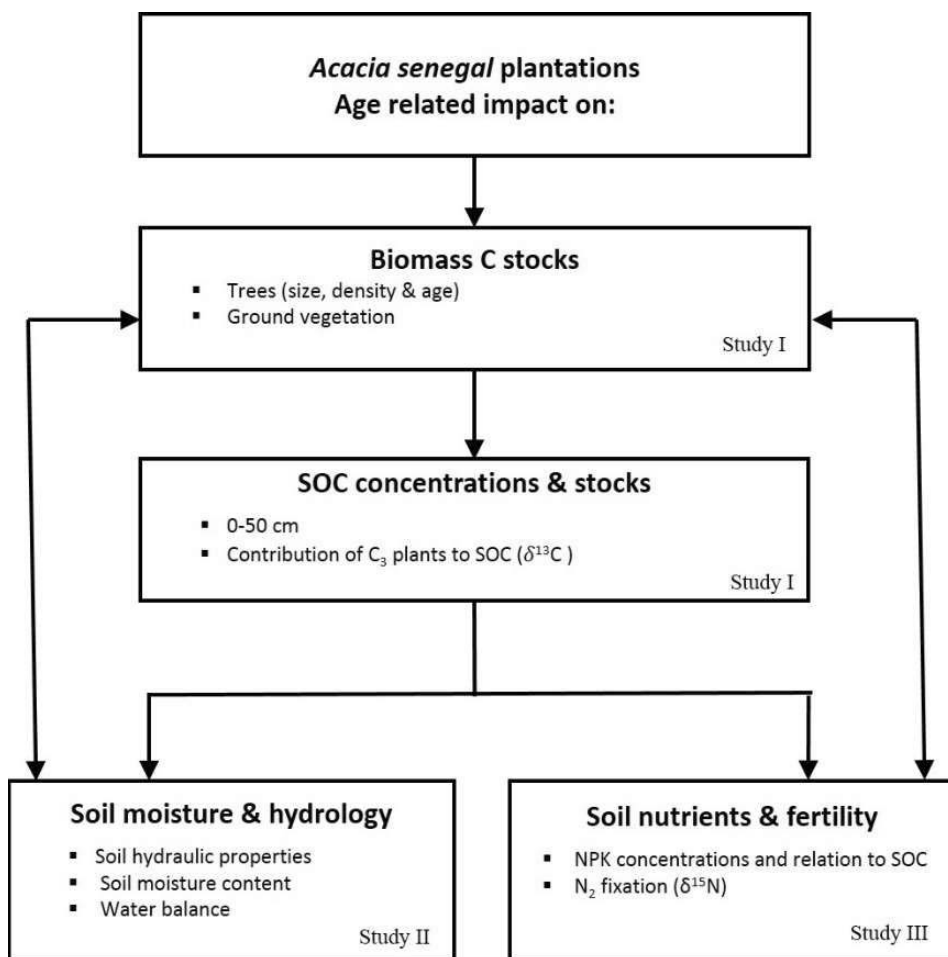 Acacia senegal plantations
Age related impact on:
Biomass C stocks
▪ Trees (size, density & age)
▪ Ground vegetation
Study I
SOC concentrations & stocks
▪ 0-50 cm
▪ Contribution of C₃ plants to SOC (δ¹³C )
Study I
Soil moisture & hydrology
▪ Soil hydraulic properties
▪ Soil moisture content
▪ Water balance
Study II
Soil nutrients & fertility
▪ NPK concentrations and relation to SOC
▪ N₂ fixation (δ¹⁵N)
Study III